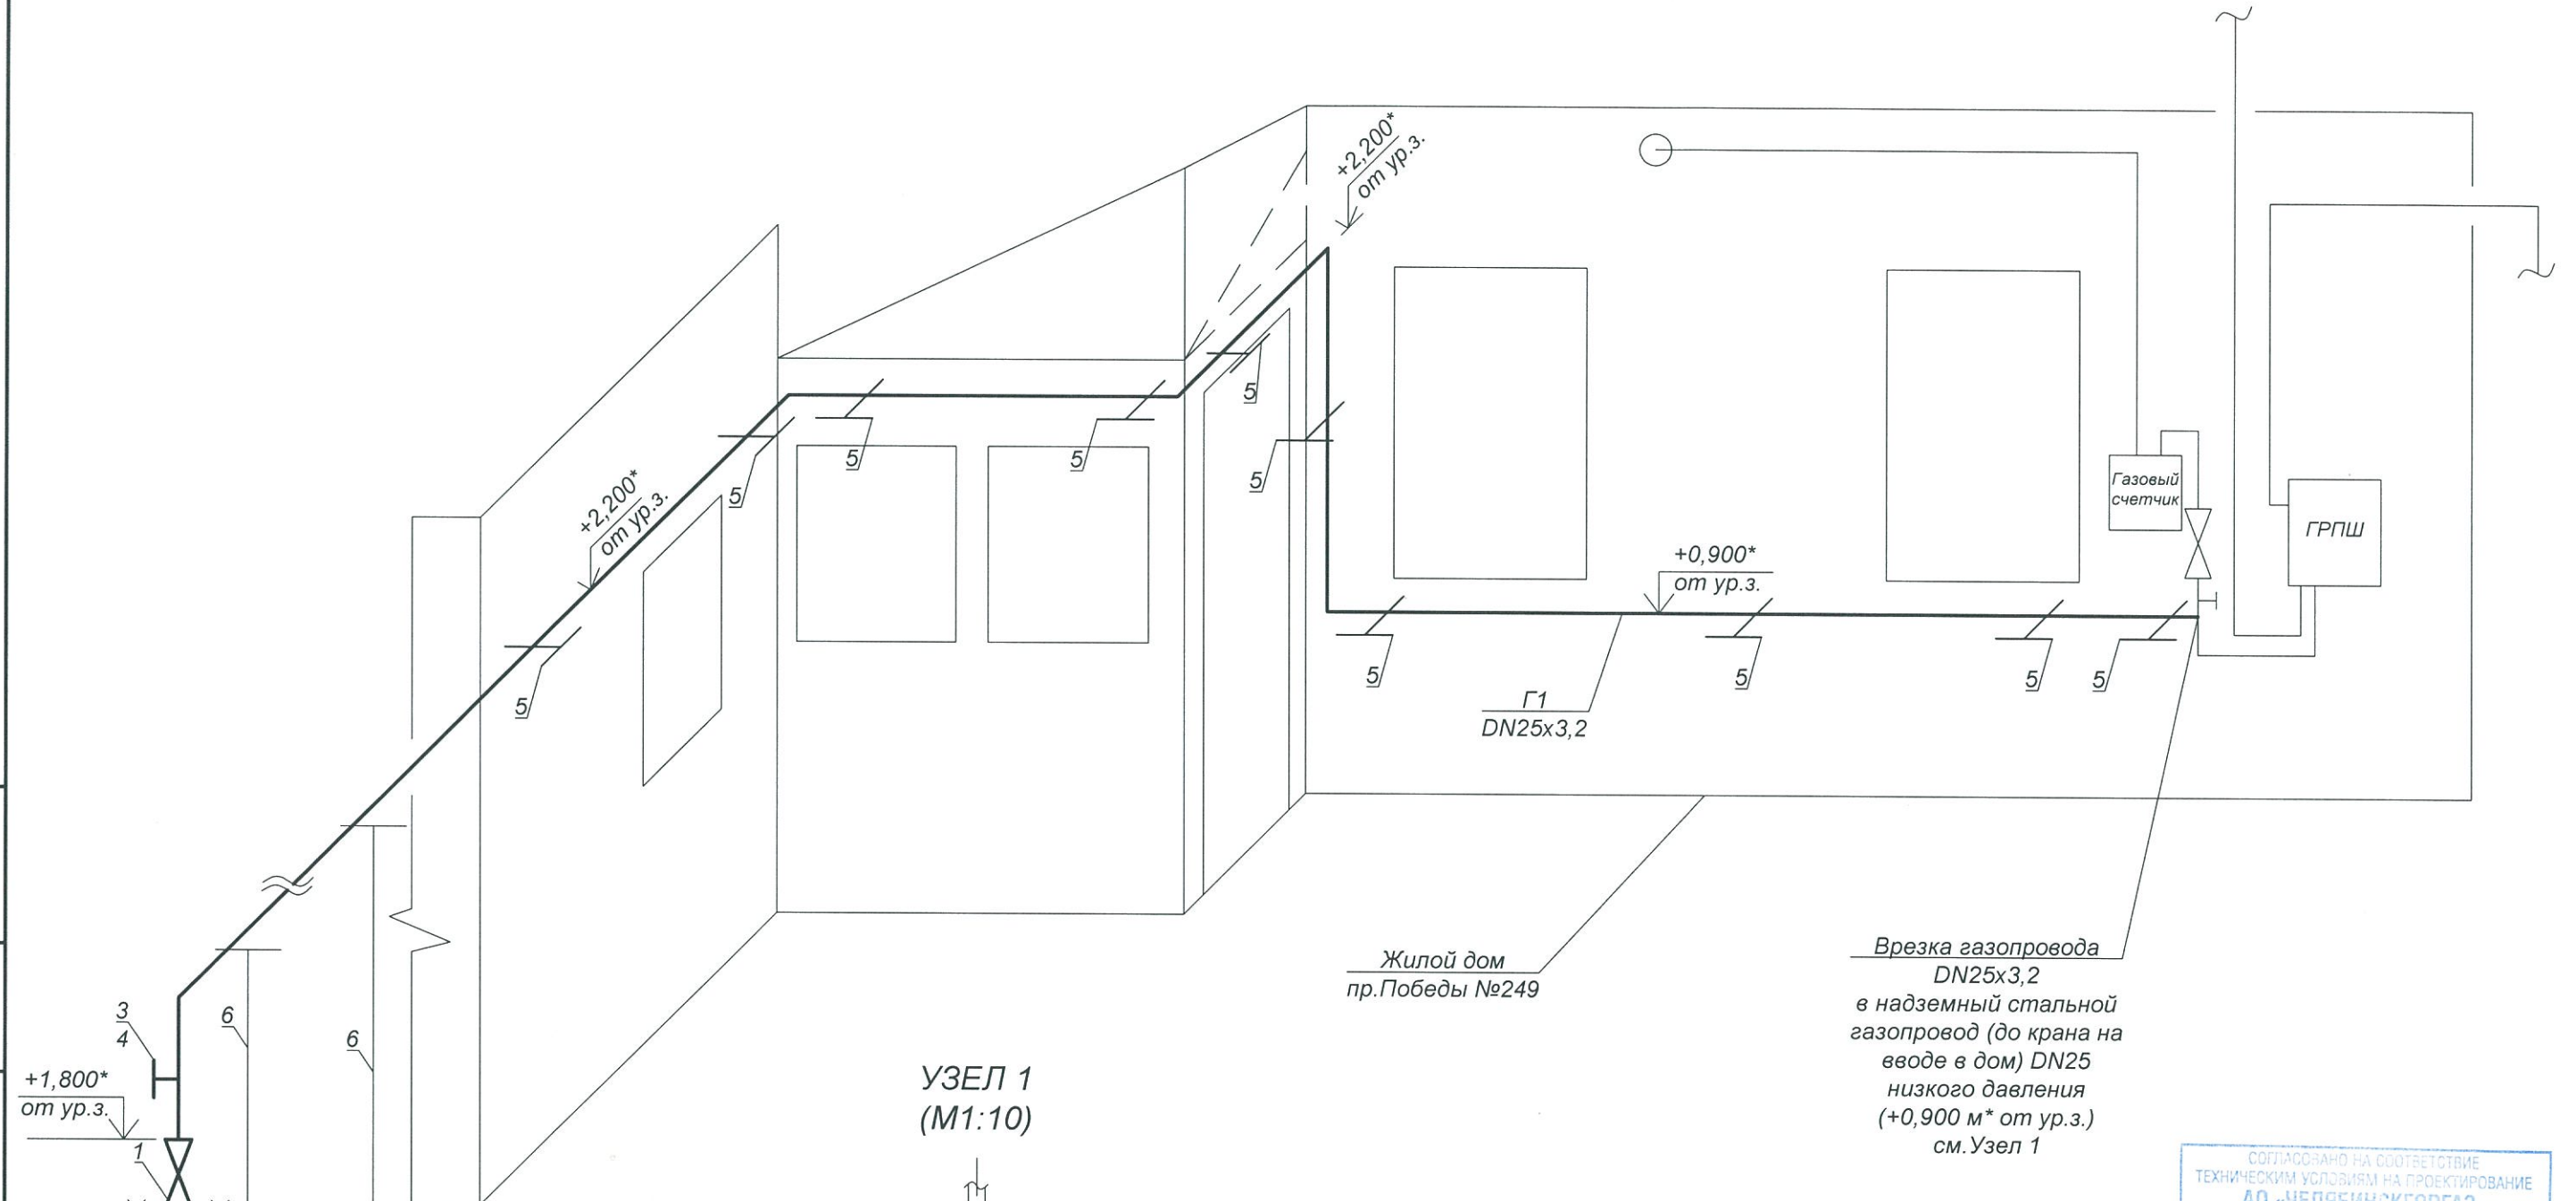 +2,200*
от ур.з.
+2,200*
от ур.з.
5
5
5
5
5
5
Газовый
счетчик
ГРПШ
+0,900*
от ур.з.
5
5
5
5
Г1
DN25x3,2
Жилой дом
пр.Победы №249
Врезка газопровода
DN25x3,2
в надземный стальной
газопровод (до крана на
вводе в дом) DN25
низкого давления
(+0,900 м* от ур.з.)
см.Узел 1
3
4
6
6
+1,800*
от ур.з.
1
УЗЕЛ 1
(М1:10)
СОГЛАСОВАНО НА СООТВЕТСТВИЕ
ТЕХНИЧЕСКИМ УСЛОВИЯМ НА ПРОЕКТИРОВАНИЕ
АО «ЧЕЛЯБИНСКГОРГАЗ